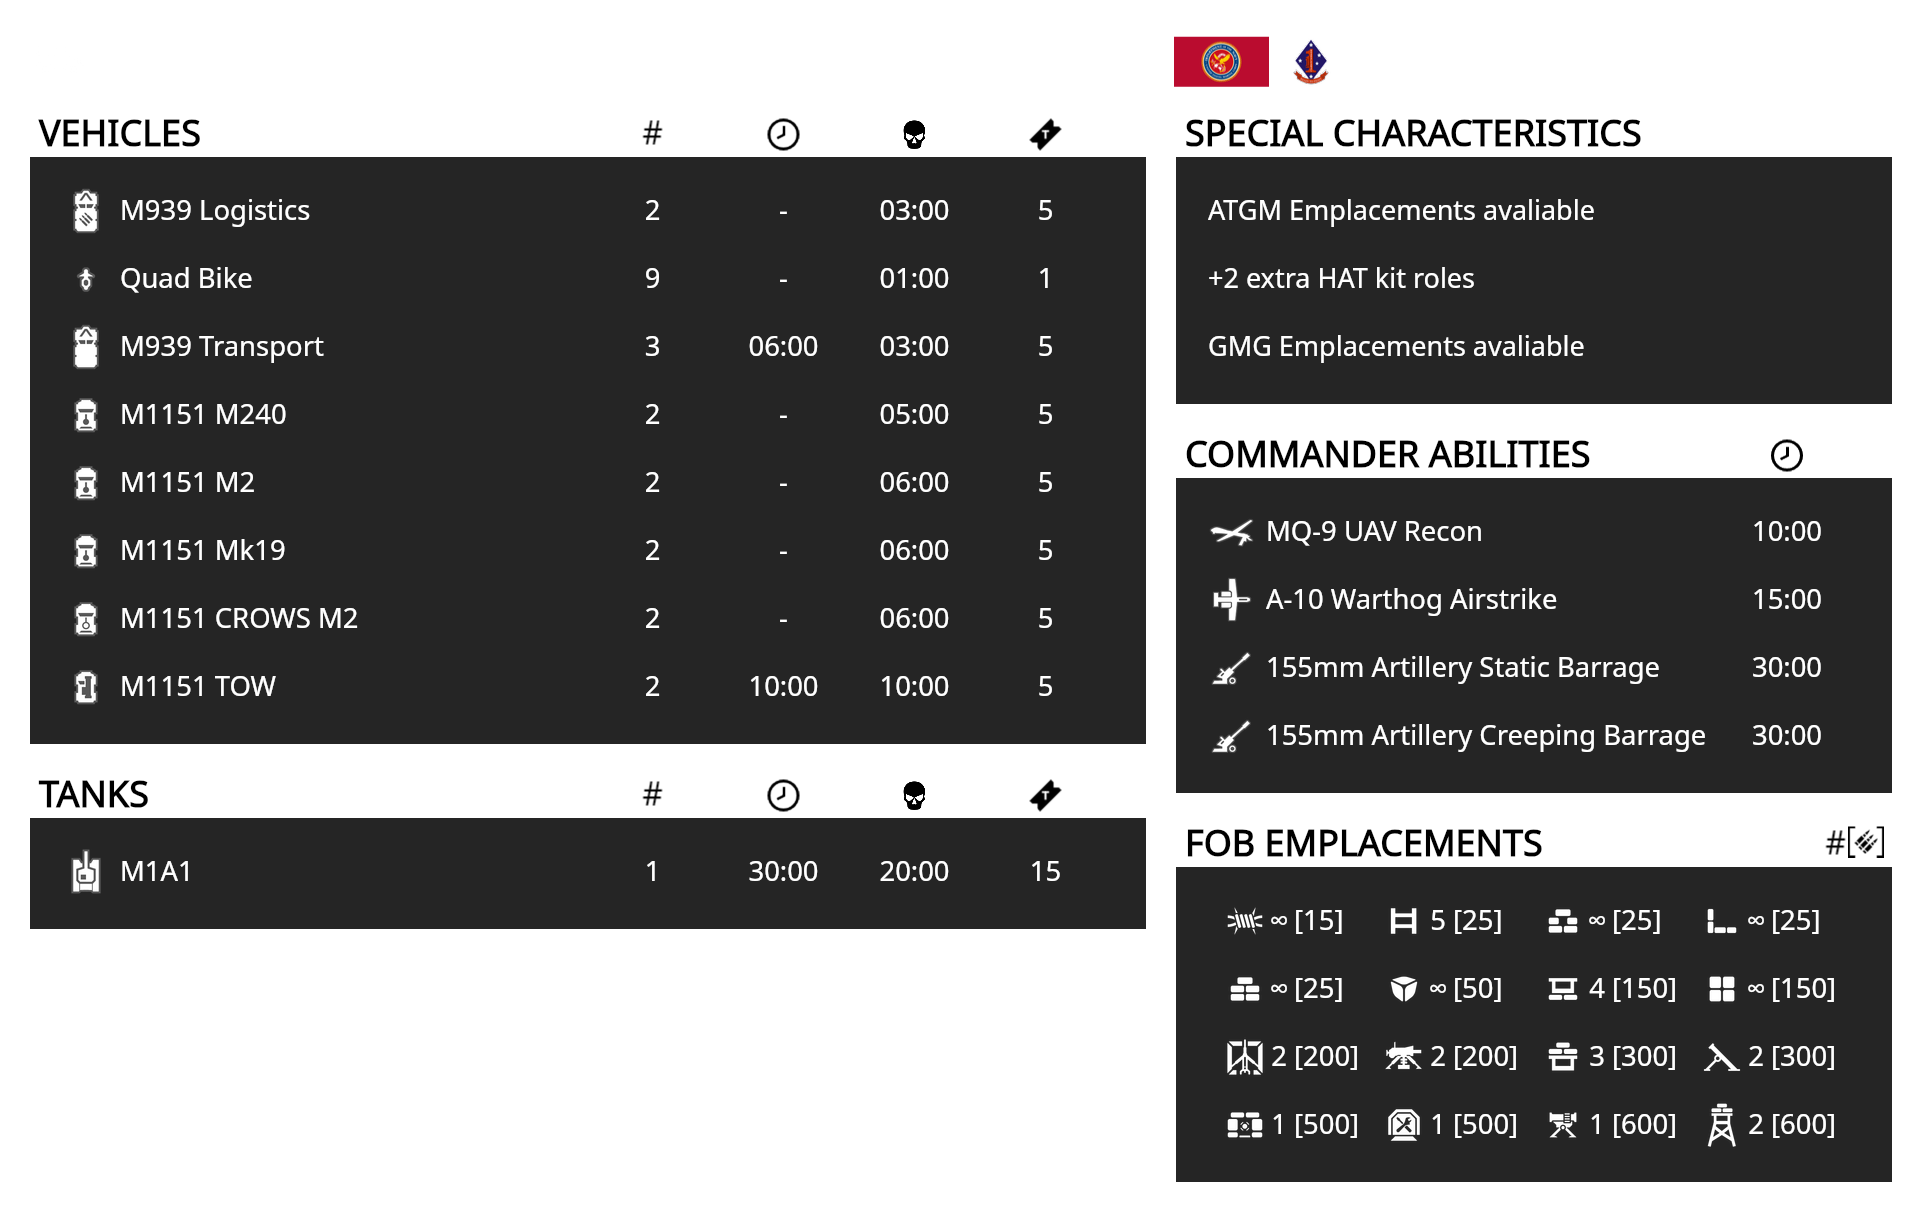 VEHICLES #
M939 Logistics 2 - 03:00 5
Quad Bike 9 - 01:00 1
M939 Transport 3 06:00 03:00 5
M1151 M240 2 - 05:00 5
M1151 M2 2 - 06:00 5
M1151 Mk19 2 - 06:00 5
M1151 CROWS M2 2 - 06:00 5
M1151 TOW 2 10:00 10:00 5
TANKS #
M1A1 1 30:00 20:00 15
SPECIAL CHARACTERISTICS
ATGM Emplacements avaliable
+2 extra HAT kit roles
GMG Emplacements avaliable
COMMANDER ABILITIES
MQ-9 UAV Recon 10:00
A-10 Warthog Airstrike 15:00
155mm Artillery Static Barrage 30:00
155mm Artillery Creeping Barrage 30:00
FOB EMPLACEMENTS #[ ]
∞ [15] 5 [25] ∞ [25] ∞ [25]
∞ [25] ∞ [50] 4 [150] ∞ [150]
2 [200] 2 [200] 3 [300] 2 [300]
1 [500] 1 [500] 1 [600] 2 [600]